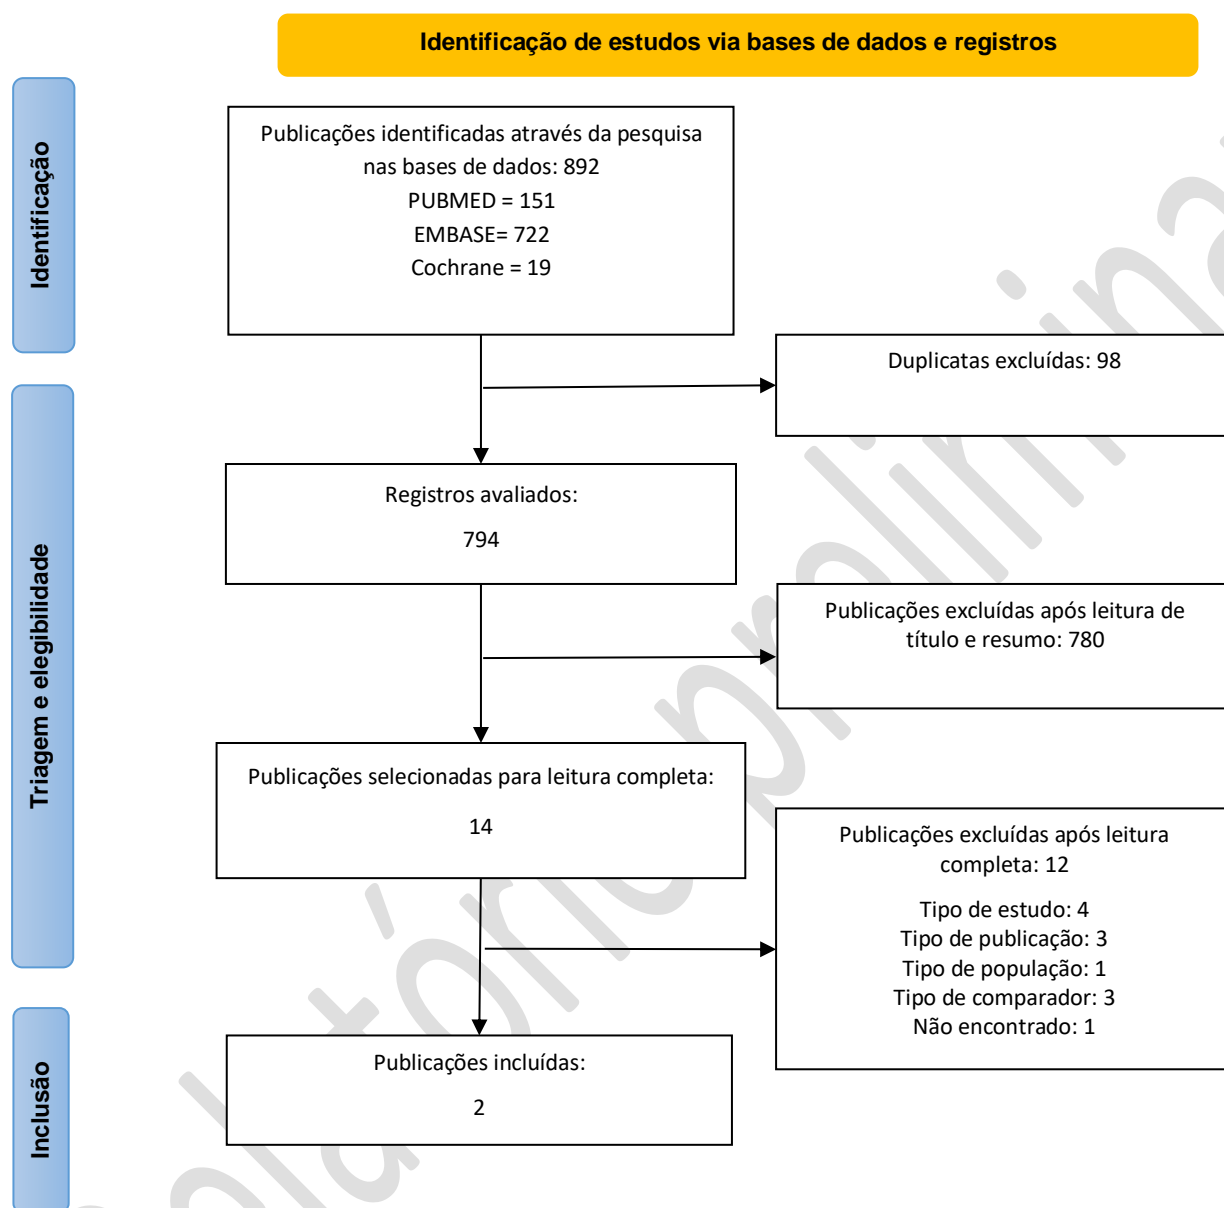 Identificação de estudos via bases de dados e registros
Identificação
Publicações identificadas através da pesquisa
nas bases de dados: 892
PUBMED = 151
EMBASE= 722
Cochrane = 19
Duplicatas excluídas: 98
Triagem e elegibilidade
Registros avaliados:
794
Publicações excluídas após leitura de
título e resumo: 780
Publicações selecionadas para leitura completa:
14
Publicações excluídas após leitura
completa: 12
Tipo de estudo: 4
Tipo de publicação: 3
Tipo de população: 1
Tipo de comparador: 3
Não encontrado: 1
Inclusão
Publicações incluídas:
2